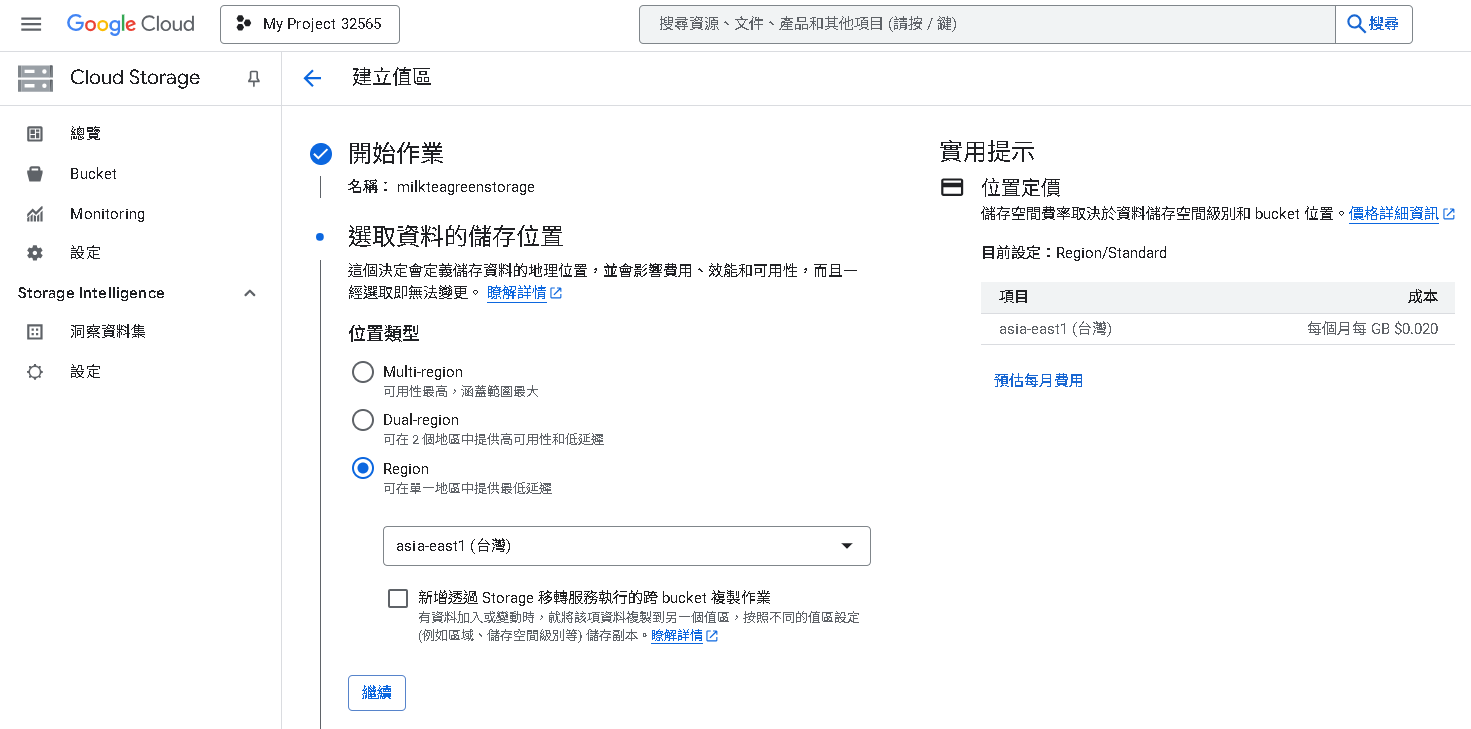 Google Cloud
My Project 32565
搜尋資源、文件、產品和其他項目 (請按 / 鍵)
搜尋
Cloud Storage
建立值區
總覽
Bucket
Monitoring
設定
Storage Intelligence
洞察資料集
設定
開始作業
名稱： milkteagreenstorage
選取資料的儲存位置
這個決定會定義儲存資料的地理位置，並會影響費用、效能和可用性，而且一
經選取即無法變更。 瞭解詳情
位置類型
Multi-region
可用性最高，涵蓋範圍最大
Dual-region
可在 2 個地區中提供高可用性和低延遲
Region
可在單一地區中提供最低延遲
asia-east1 (台灣)
新增透過 Storage 移轉服務執行的跨 bucket 複製作業
有資料加入或變動時，就將該項資料複製到另一個值區，按照不同的值區設定
(例如區域、儲存空間級別等) 儲存副本。瞭解詳情
繼續
實用提示
位置定價
儲存空間費率取決於資料儲存空間級別和 bucket 位置。價格詳細資訊
目前設定：Region/Standard
項目 成本
asia-east1 (台灣) 每個月每 GB $0.020
預估每月費用